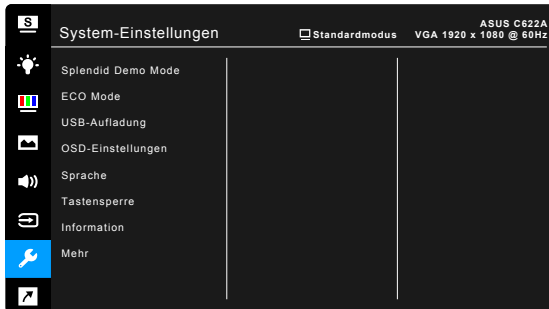 S
System-Einstellungen
Standardmodus
ASUS C622A
VGA 1920 x 1080 @ 60Hz
Splendid Demo Mode
ECO Mode
USB-Aufladung
OSD-Einstellungen
Sprache
Tastensperre
Information
Mehr